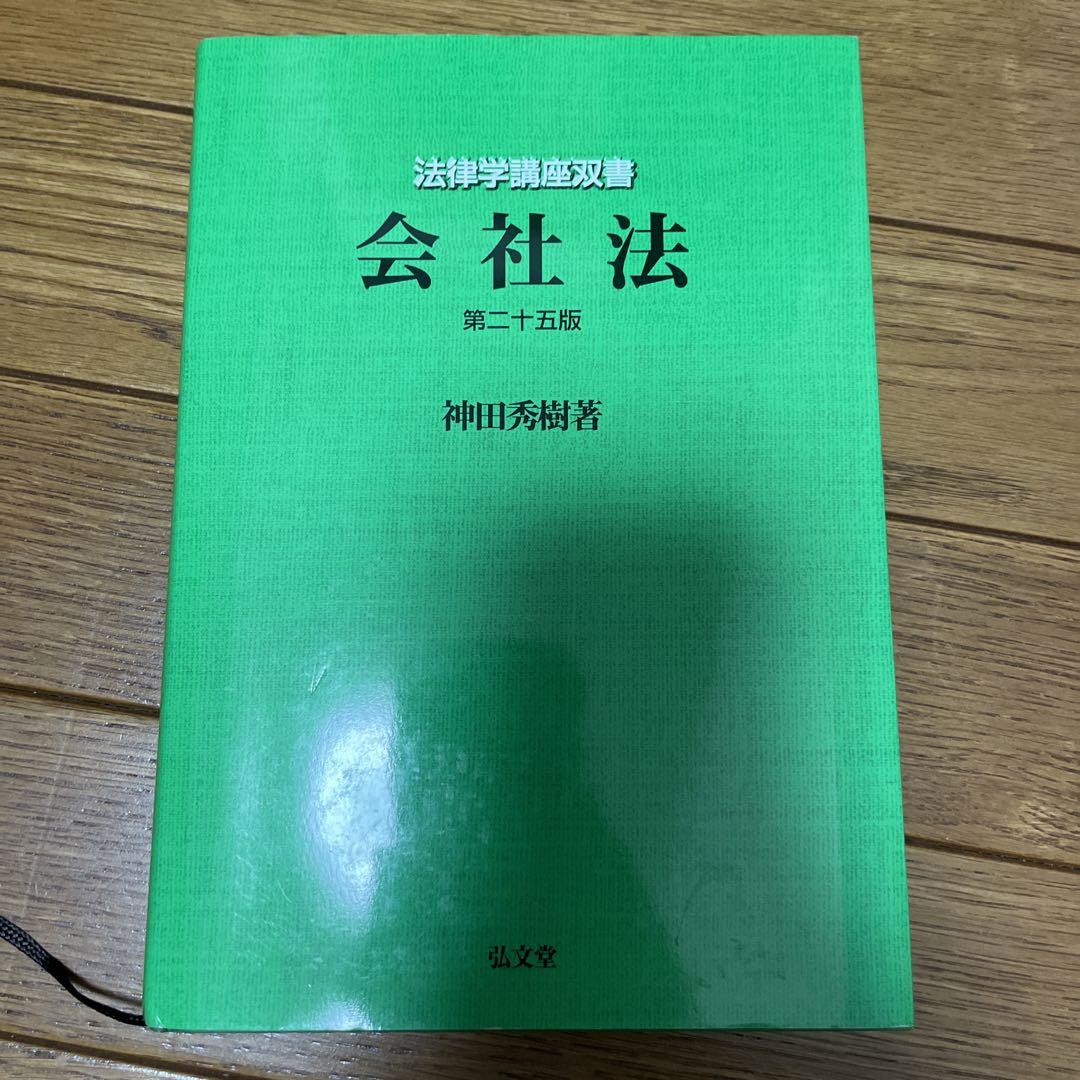 法律学講座双書
会社法
第二十五版
神田秀樹著
弘文堂